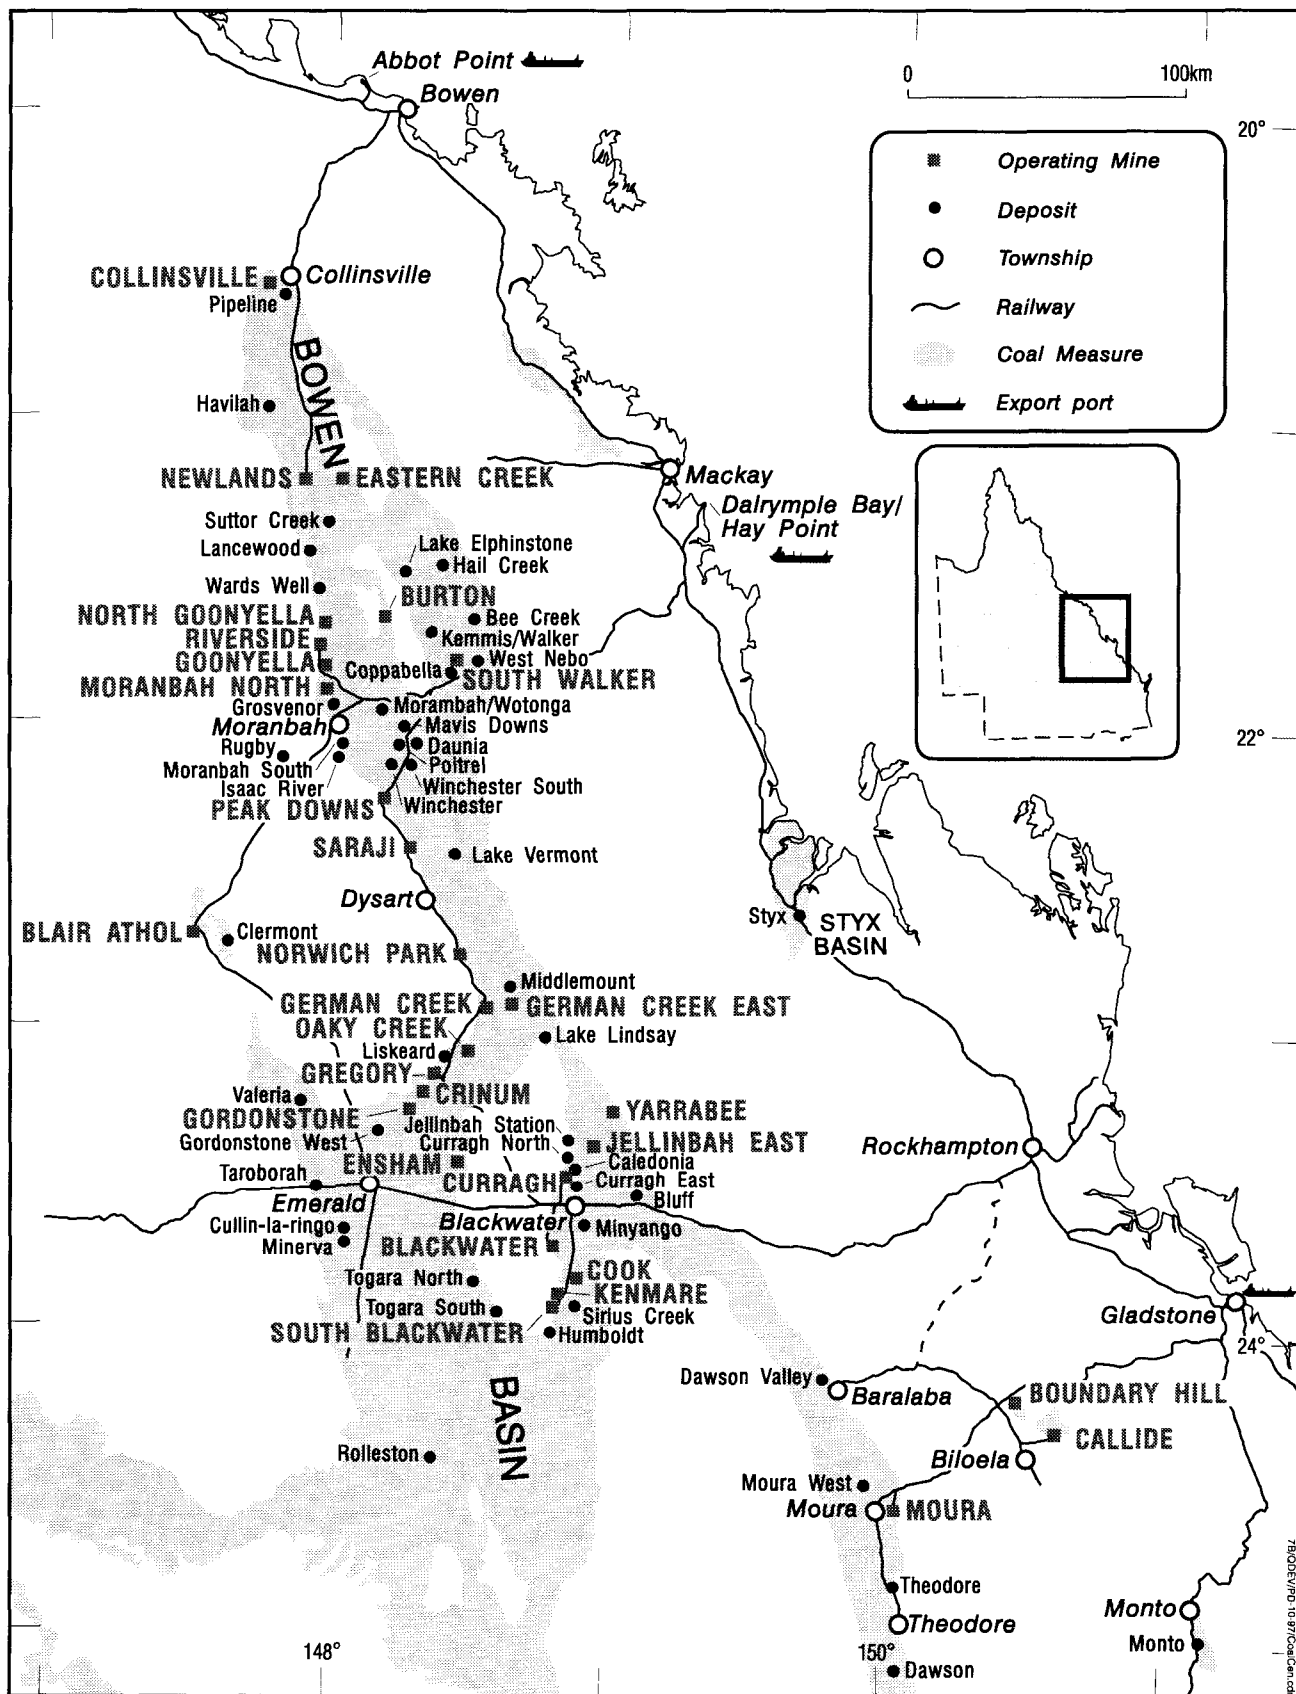 Abbot Point
Bowen
0 100km
20°
Operating Mine
Deposit
Township
Railway
Coal Measure
Export port
COLLINSVILLE
Collinsville
Pipeline
BOWEN
Havilah
NEWLANDS
EASTERN CREEK
Mackay
Dalrymple Bay/
Hay Point
Suttor Creek
Lancewood
Lake Elphinstone
Hail Creek
Wards Well
BURTON
NORTH GOONYELLA
Bee Creek
RIVERSIDE
Kemmis/Walker
GOONYELLA
West Nebo
Coppabella
SOUTH WALKER
MORANBAH NORTH
Grosvenor
Morambah/Wotonga
Moranbah
Mavis Downs
Rugby
Daunia
Moranbah South
Poitrel
Isaac River
Winchester South
PEAK DOWNS
Winchester
22°
SARAJI
Lake Vermont
Dysart
Styx
STYX
BASIN
BLAIR ATHOL
Clermont
NORWICH PARK
Middlemount
GERMAN CREEK
GERMAN CREEK EAST
OAKY CREEK
Lake Lindsay
Liskeard
GREGORY
Valeria
CRINUM
GORDONSTONE
YARRABEE
Jellinbah Station
Gordonstone West
Curragh North
JELLINBAH EAST
Rockhampton
ENSHAM
Caledonia
Taroborah
CURRAGH
Curragh East
Emerald
Bluff
Cullin-la-ringo
Blackwater
Minyango
Minerva
BLACKWATER
Togara North
COOK
KENMARE
Togara South
Sirius Creek
SOUTH BLACKWATER
Humboldt
Gladstone
24°
Dawson Valley
Baralaba
BOUNDARY HILL
BASIN
CALLIDE
Rolleston
Biloela
Moura West
Moura
MOURA
Theodore
Theodore
Monto
Monto
148°
150°
Dawson
7B/QDEV/PD-10-97/CoalCen.cdr